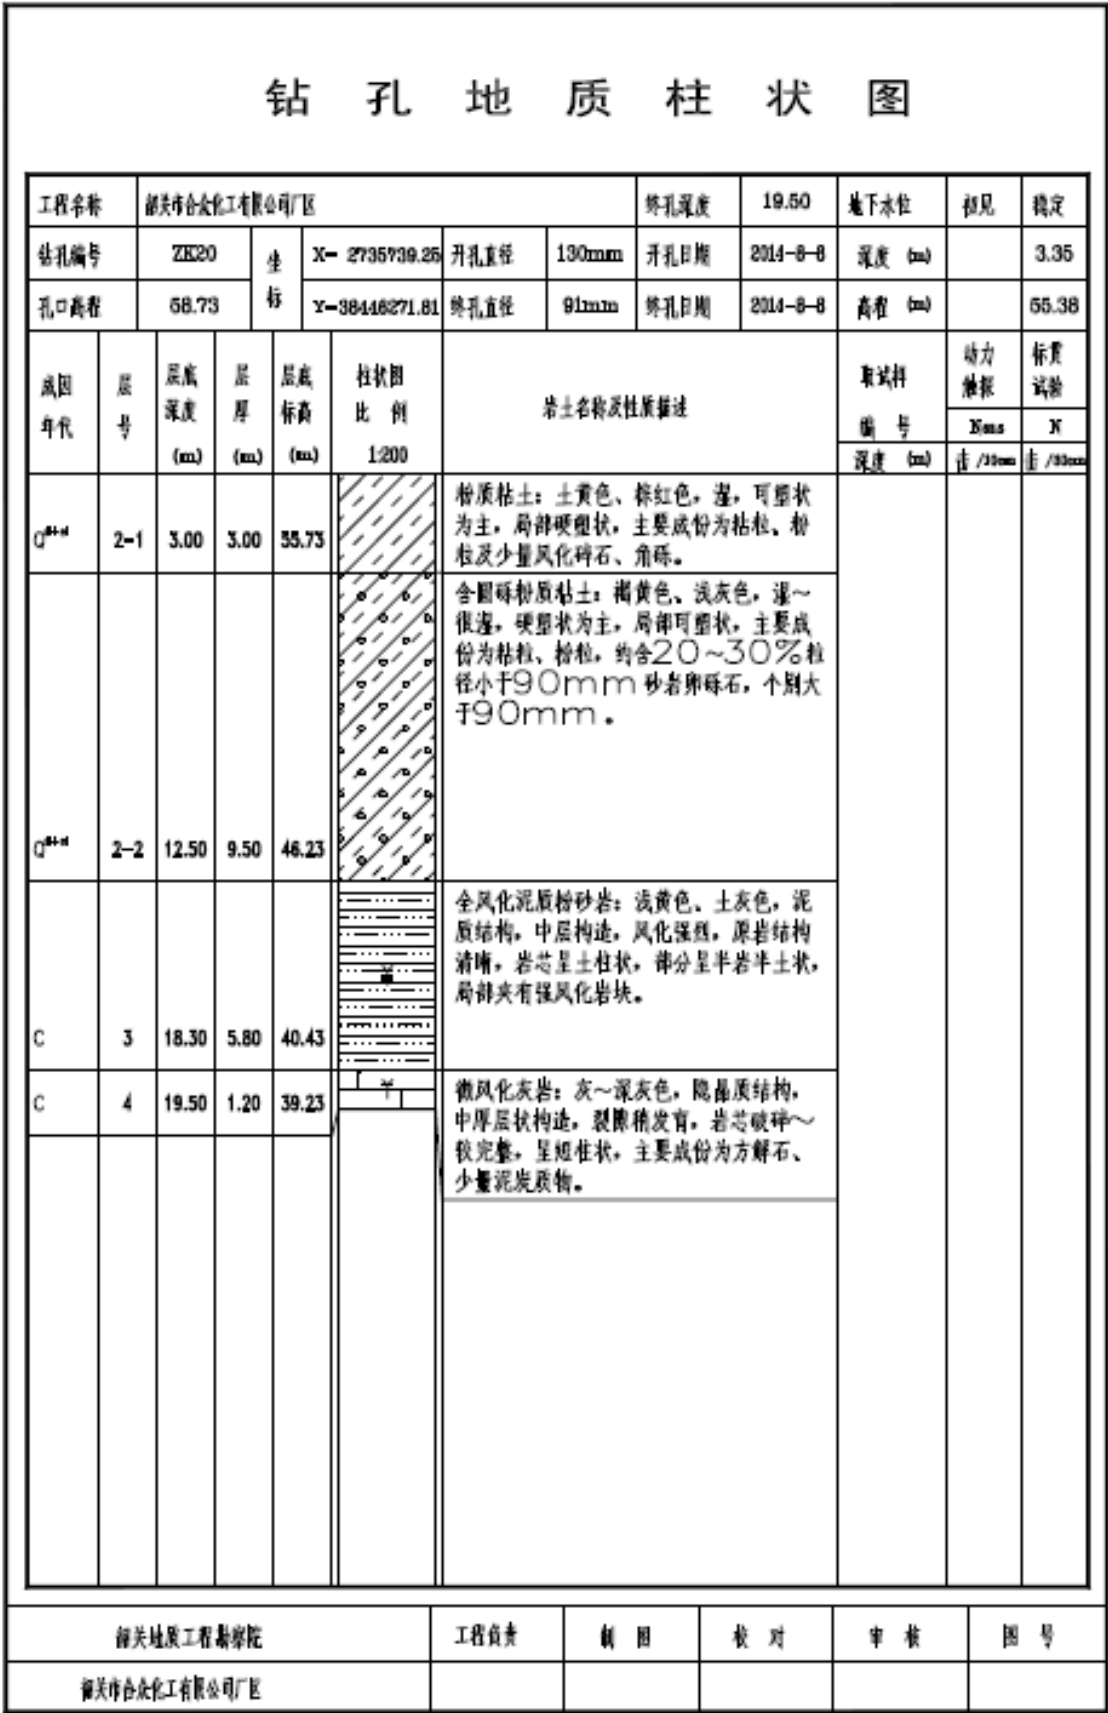 钻 孔 地 质 柱 状 图
工程名称 韶关市合众化工有限公司厂区 终孔深度 19.50 地下水位 初见 稳定
钻孔编号 ZK20 坐标 X= 2735739.25 开孔直径 130mm 开孔日期 2014-8-8 深度 (m) 3.35
孔口高程 58.73 Y=38446271.81 终孔直径 91mm 终孔日期 2014-8-8 高程 (m) 55.38
成因年代 层号 层底深度(m) 层厚(m) 层底标高(m) 柱状图 比例 1:200 岩土名称及性质描述 取试样 编号 深度 (m) 动力触探 击/10cm 标贯试验 N 击/30cm
粉质粘土：土黄色、棕红色，湿，可塑状
为主，局部硬塑状，主要成份为粘粒、粉
粒及少量风化碎石、角砾。
2-1 3.00 3.00 55.73
含圆砾粉质粘土：褐黄色、浅灰色，湿～
很湿，硬塑状为主，局部可塑状，主要成
份为粘粒、粉粒，约含20~30%粒
径小于90mm砂岩卵砾石，个别大
于90mm。
2-2 12.50 9.50 46.23
全风化泥质粉砂岩：浅黄色、土灰色，泥
质结构，中层构造，风化强烈，原岩结构
清晰，岩芯呈土柱状，部分呈半岩半土状，
局部夹有强风化岩块。
C 3 18.30 5.80 40.43
C 4 19.50 1.20 39.23
微风化灰岩：灰～深灰色，隐晶质结构，
中厚层状构造，裂隙稍发育，岩芯破碎～
较完整，呈短柱状，主要成份为方解石、
少量泥炭质物。
韶关地质工程勘察院 工程负责 制 图 校 对 审 核 图 号
韶关市合众化工有限公司厂区